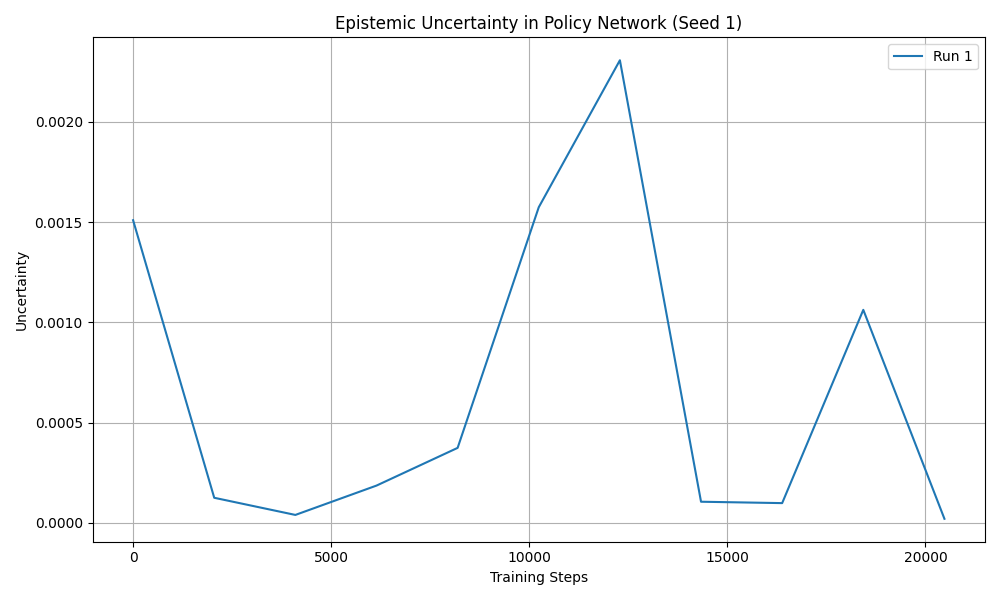 Epistemic Uncertainty in Policy Network (Seed 1)
Run 1
Uncertainty
0.0020
0.0015
0.0010
0.0005
0.0000
0 5000 10000 15000 20000
Training Steps